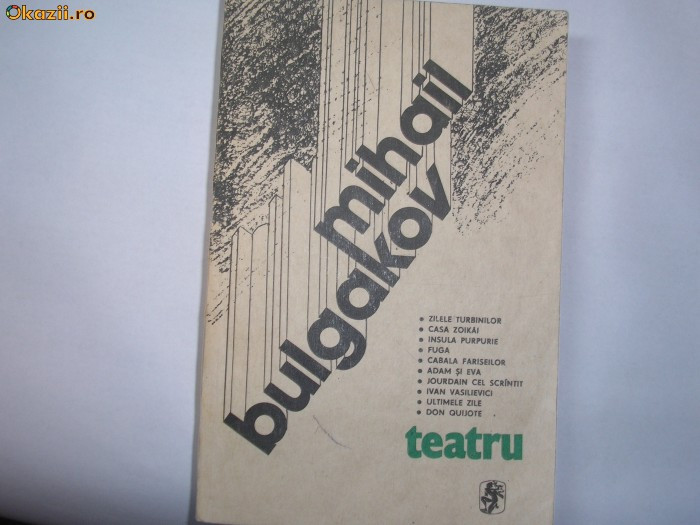 Okazii.ro
mihail
bulgakov
• ZILELE TURBINILOR
• CASA ZOIKĂI
• INSULA PURPURIE
• FUGA
• CABALA FARISEILOR
• ADAM ȘI EVA
• JOURDAIN CEL SCRÎNTIT
• IVAN VASILIEVICI
• ULTIMELE ZILE
• DON QUIJOTE
teatru